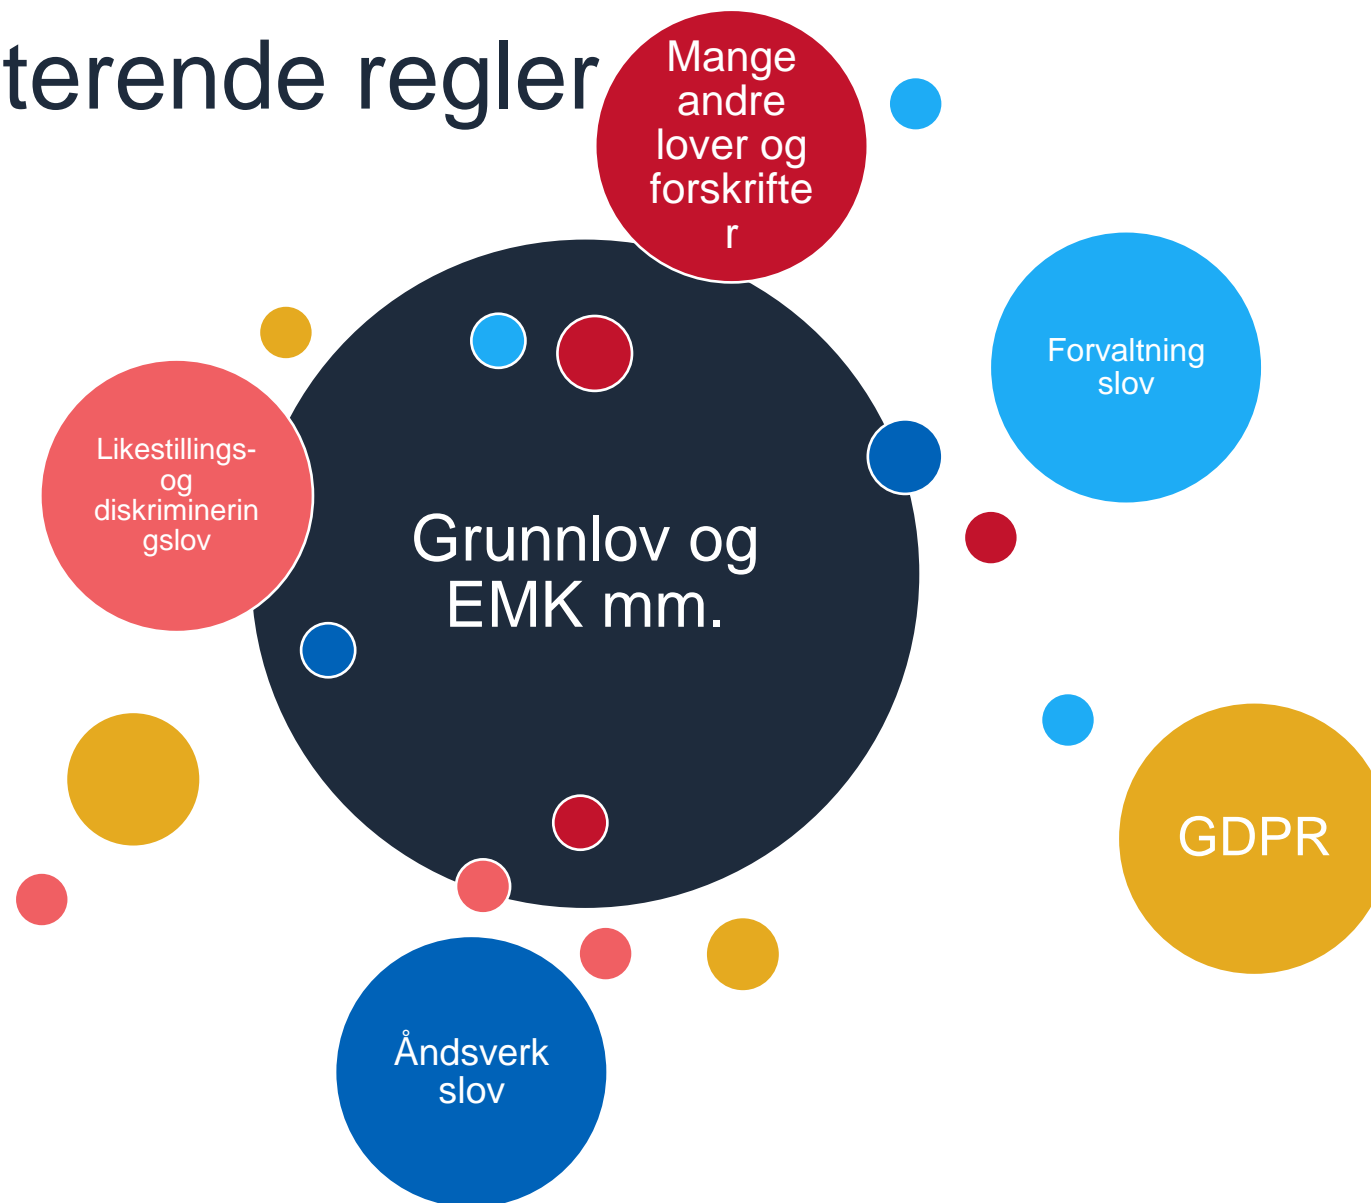 terende regler
Mange
andre
lover og
forskrifte
r
Forvaltning
slov
Likestillings-
og
diskriminerin
gslov
Grunnlov og
EMK mm.
GDPR
Åndsverk
slov